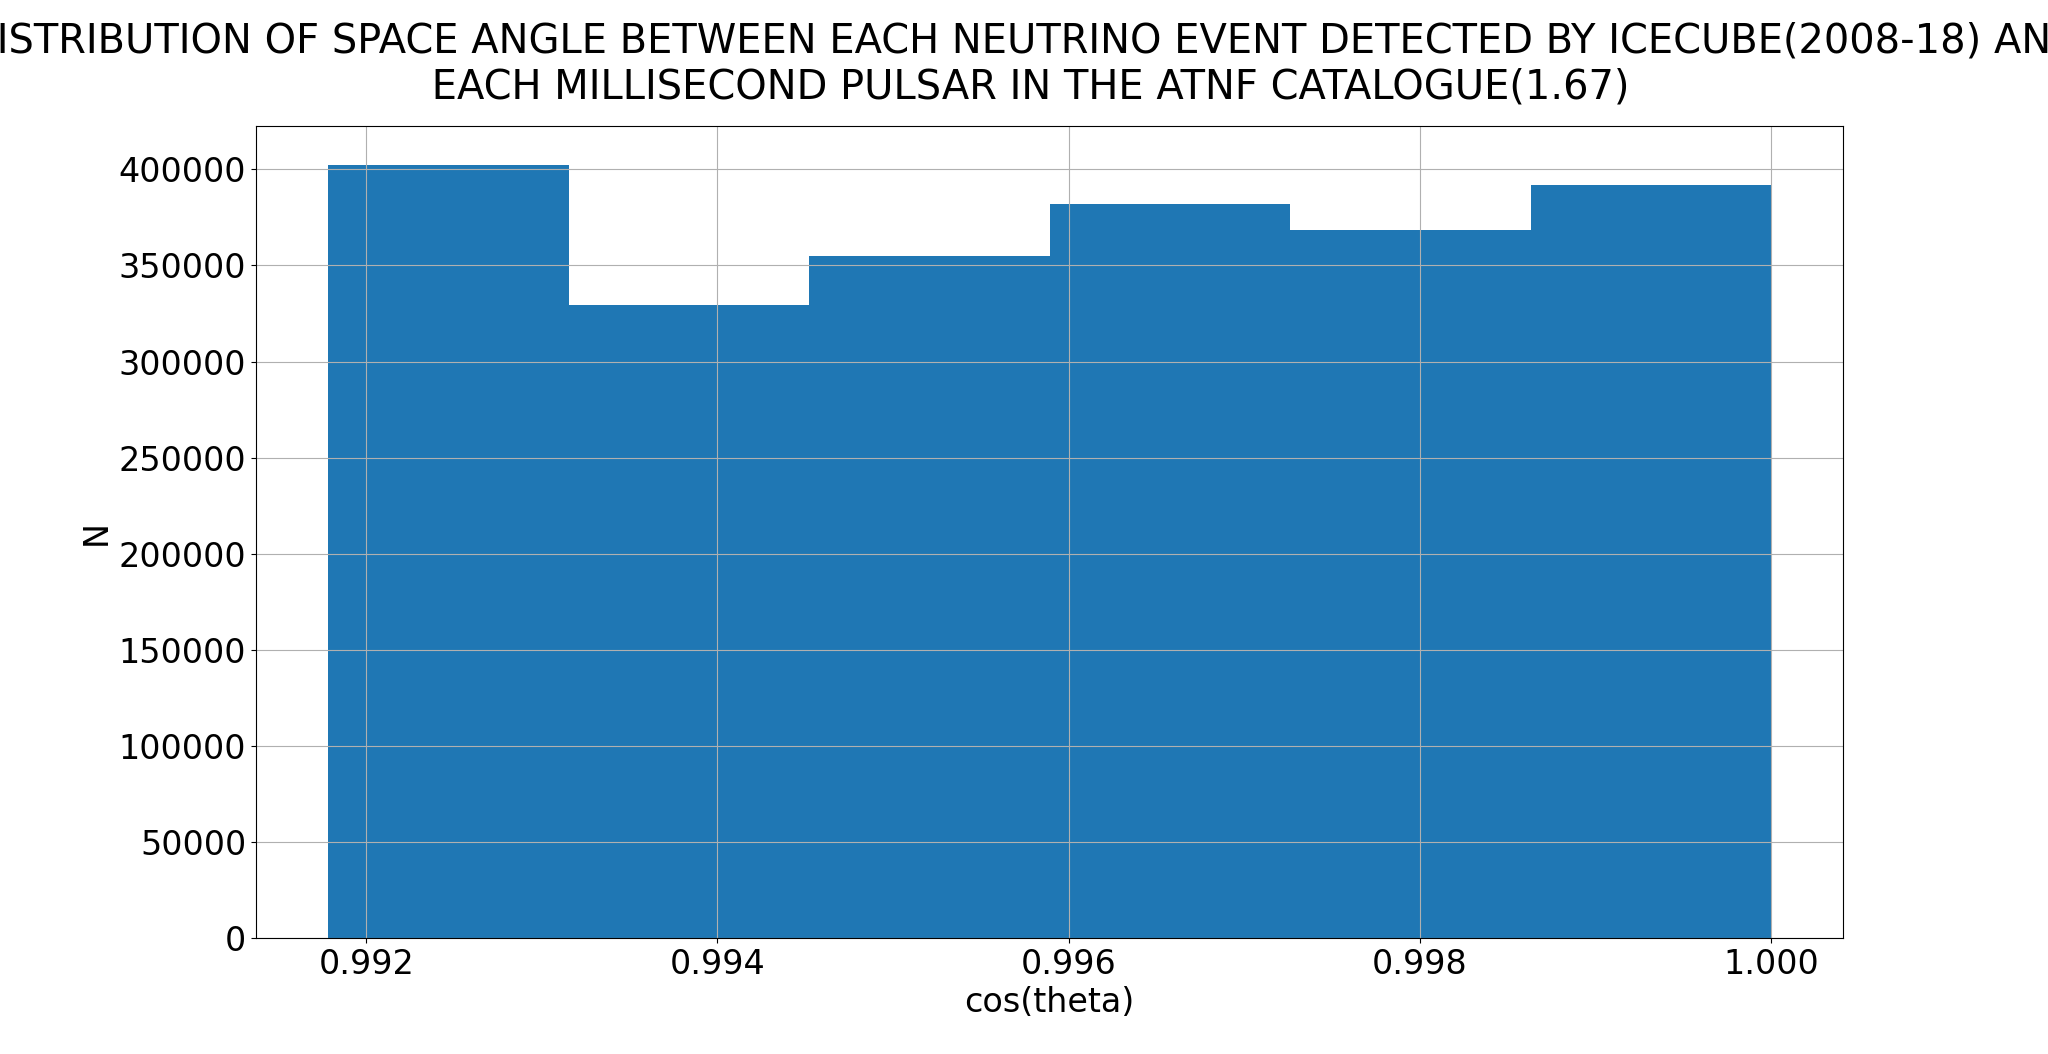 ISTRIBUTION OF SPACE ANGLE BETWEEN EACH NEUTRINO EVENT DETECTED BY ICECUBE(2008-18) AN
EACH MILLISECOND PULSAR IN THE ATNF CATALOGUE(1.67)
400000
350000
300000
250000
200000
150000
100000
50000
0
N
0.992 0.994 0.996 0.998 1.000
cos(theta)